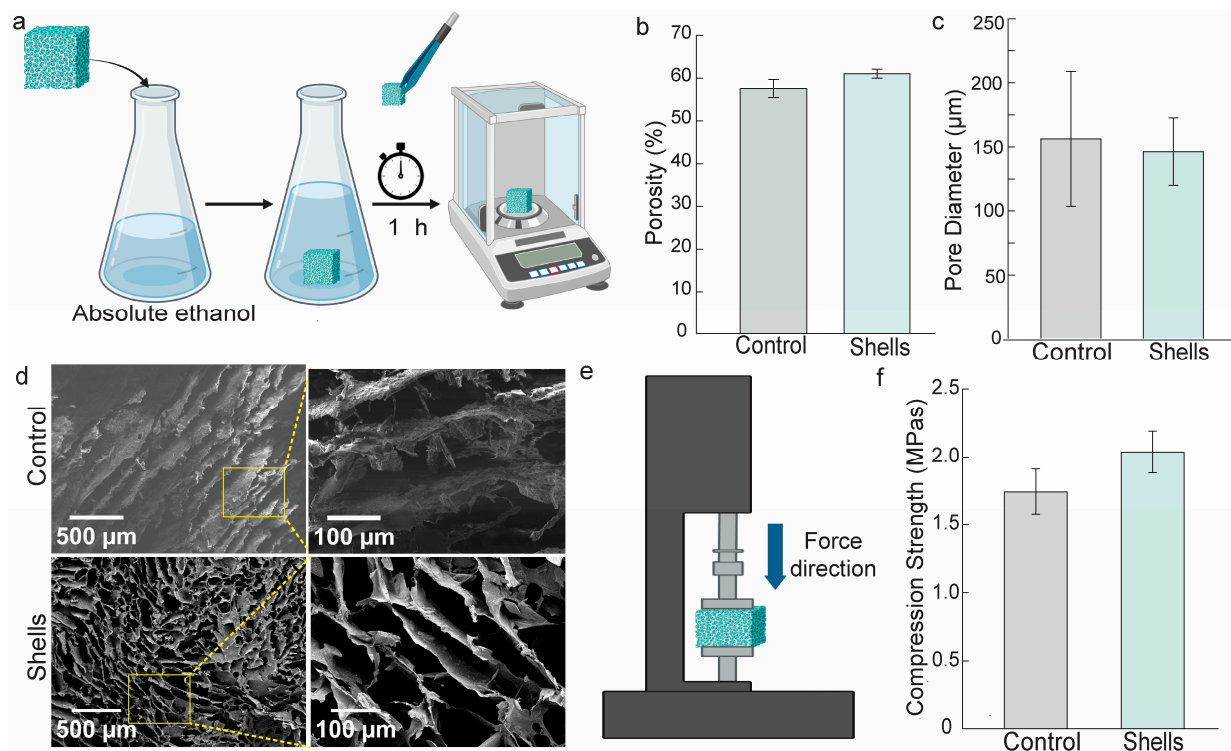 a
Absolute ethanol
1 h
b
Porosity (%)
70
60
50
40
30
20
10
0
Control
Shells
c
Pore Diameter (µm)
250
200
150
100
50
0
Control
Shells
d
Control
500 µm
100 µm
Shells
500 µm
100 µm
e
Force
direction
f
Compression Strength (MPas)
2.5
2.0
1.5
1.0
0.5
0
Control
Shells